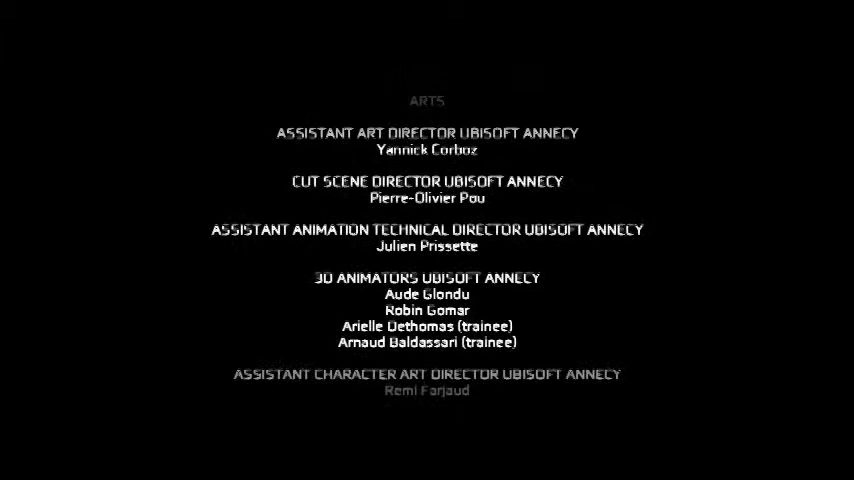 ARTS
ASSISTANT ART DIRECTOR UBISOFT ANNECY
Yannick Corboz
CUT SCENE DIRECTOR UBISOFT ANNECY
Pierre-Olivier Pou
ASSISTANT ANIMATION TECHNICAL DIRECTOR UBISOFT ANNECY
Julien Prissette
3D ANIMATORS UBISOFT ANNECY
Aude Glondu
Robin Gomar
Arielle Dethomas (trainee)
Arnaud Baldassari (trainee)
ASSISTANT CHARACTER ART DIRECTOR UBISOFT ANNECY
Remi Farjaud